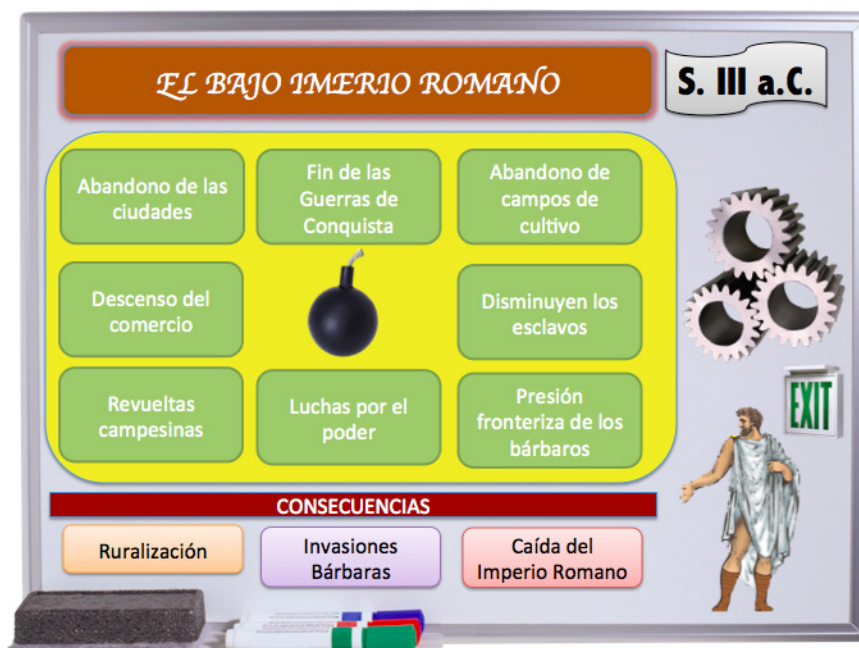 EL BAJO IMERIO ROMANO
S. III a.C.
Abandono de las
ciudades
Fin de las
Guerras de
Conquista
Abandono de
campos de
cultivo
Descenso del
comercio
Disminuyen los
esclavos
Revueltas
campesinas
Luchas por el
poder
Presión
fronteriza de los
bárbaros
EXIT
CONSECUENCIAS
Ruralización
Invasiones
Bárbaras
Caída del
Imperio Romano